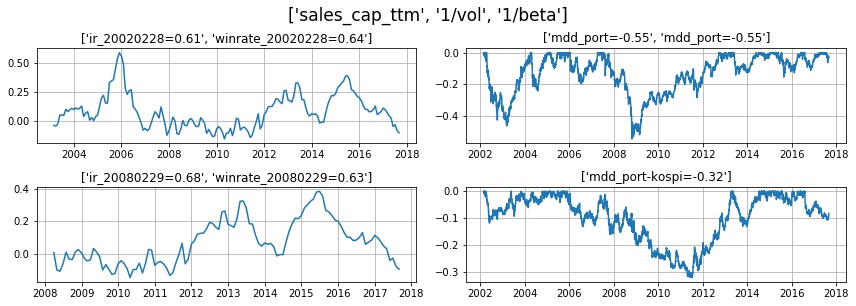 ['sales_cap_ttm', '1/vol', '1/beta']
['ir_20020228=0.61', 'winrate_20020228=0.64']
0.50
0.25
0.00
2004 2006 2008 2010 2012 2014 2016 2018
['mdd_port=-0.55', 'mdd_port=-0.55']
0.0
−0.2
−0.4
2002 2004 2006 2008 2010 2012 2014 2016 2018
['ir_20080229=0.68', 'winrate_20080229=0.63']
0.4
0.2
0.0
2008 2009 2010 2011 2012 2013 2014 2015 2016 2017 2018
['mdd_port-kospi=-0.32']
0.0
−0.1
−0.2
−0.3
2002 2004 2006 2008 2010 2012 2014 2016 2018